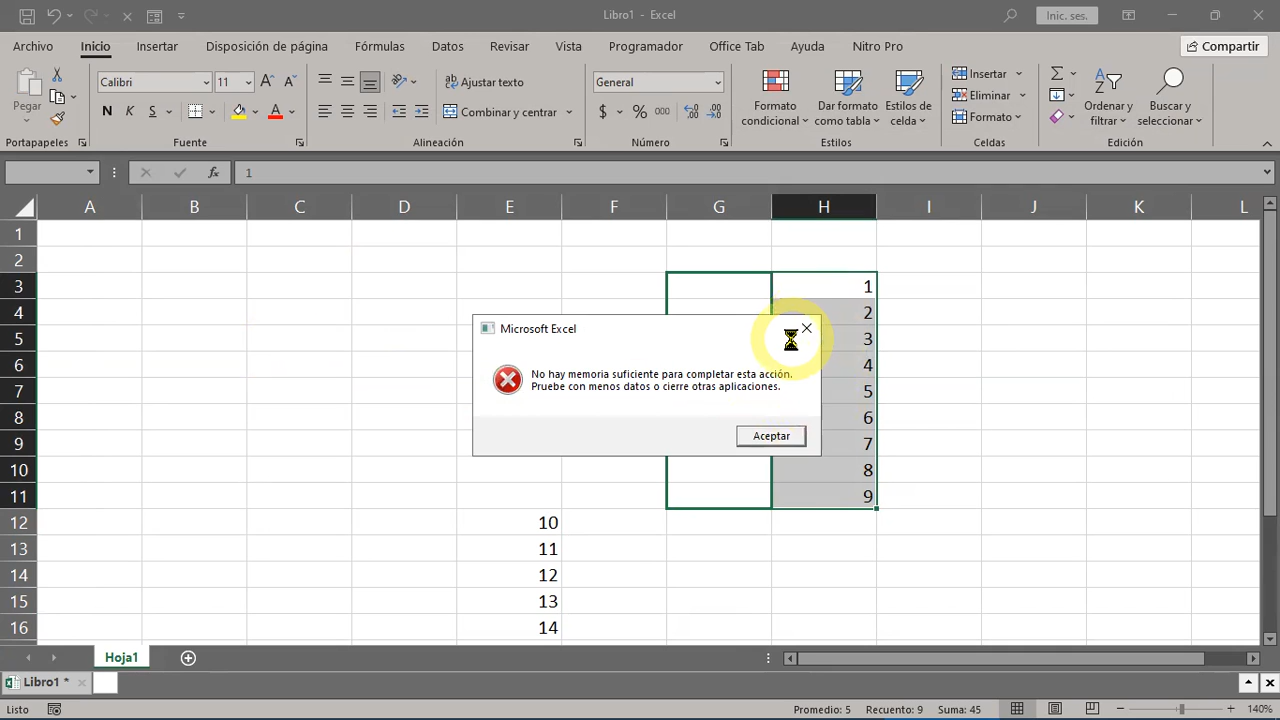 Libro1 - Excel
Inic. ses.
Archivo Inicio Insertar Disposición de página Fórmulas Datos Revisar Vista Programador Office Tab Ayuda Nitro Pro Compartir
Pegar
Calibri 11
N K S A
Ajustar texto
Combinar y centrar
General
$ % 000
Formato condicional
Dar formato como tabla
Estilos de celda
Insertar
Eliminar
Formato
Ordenar y filtrar
Buscar y seleccionar
Portapapeles Fuente Alineación Número Estilos Celdas Edición
fx 1
A B C D E F G H I J K L
1
2
3 1
4 2
5 3
6 4
7 5
8 6
9 7
10 8
11 9
12 10
13 11
14 12
15 13
16 14
Microsoft Excel
No hay memoria suficiente para completar esta acción.
Pruebe con menos datos o cierre otras aplicaciones.
Aceptar
Hoja1
Libro1 *
Listo Promedio: 5 Recuento: 9 Suma: 45 140%